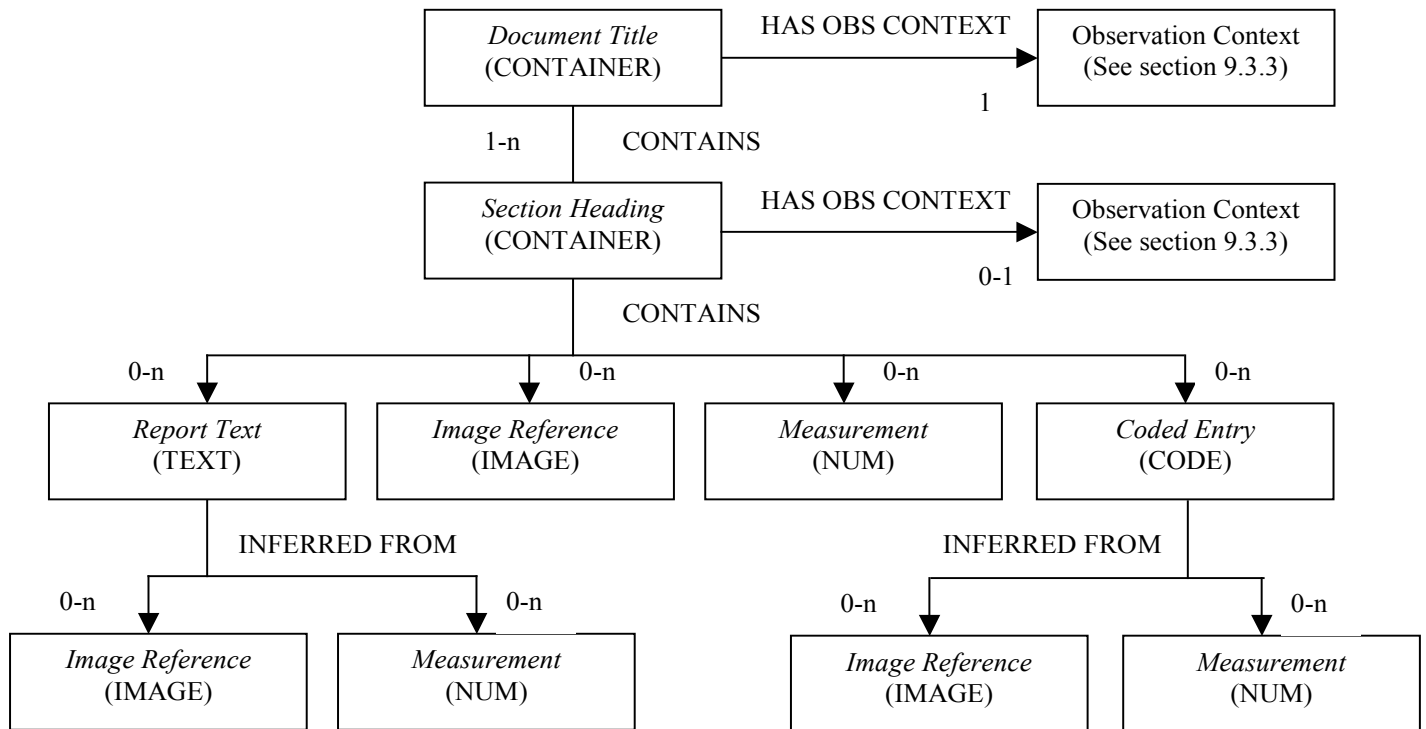 Document Title
(CONTAINER)
HAS OBS CONTEXT
1
Observation Context
(See section 9.3.3)
1-n
CONTAINS
Section Heading
(CONTAINER)
HAS OBS CONTEXT
0-1
Observation Context
(See section 9.3.3)
CONTAINS
0-n
0-n
0-n
0-n
Report Text
(TEXT)
Image Reference
(IMAGE)
Measurement
(NUM)
Coded Entry
(CODE)
INFERRED FROM
INFERRED FROM
0-n
0-n
0-n
0-n
Image Reference
(IMAGE)
Measurement
(NUM)
Image Reference
(IMAGE)
Measurement
(NUM)